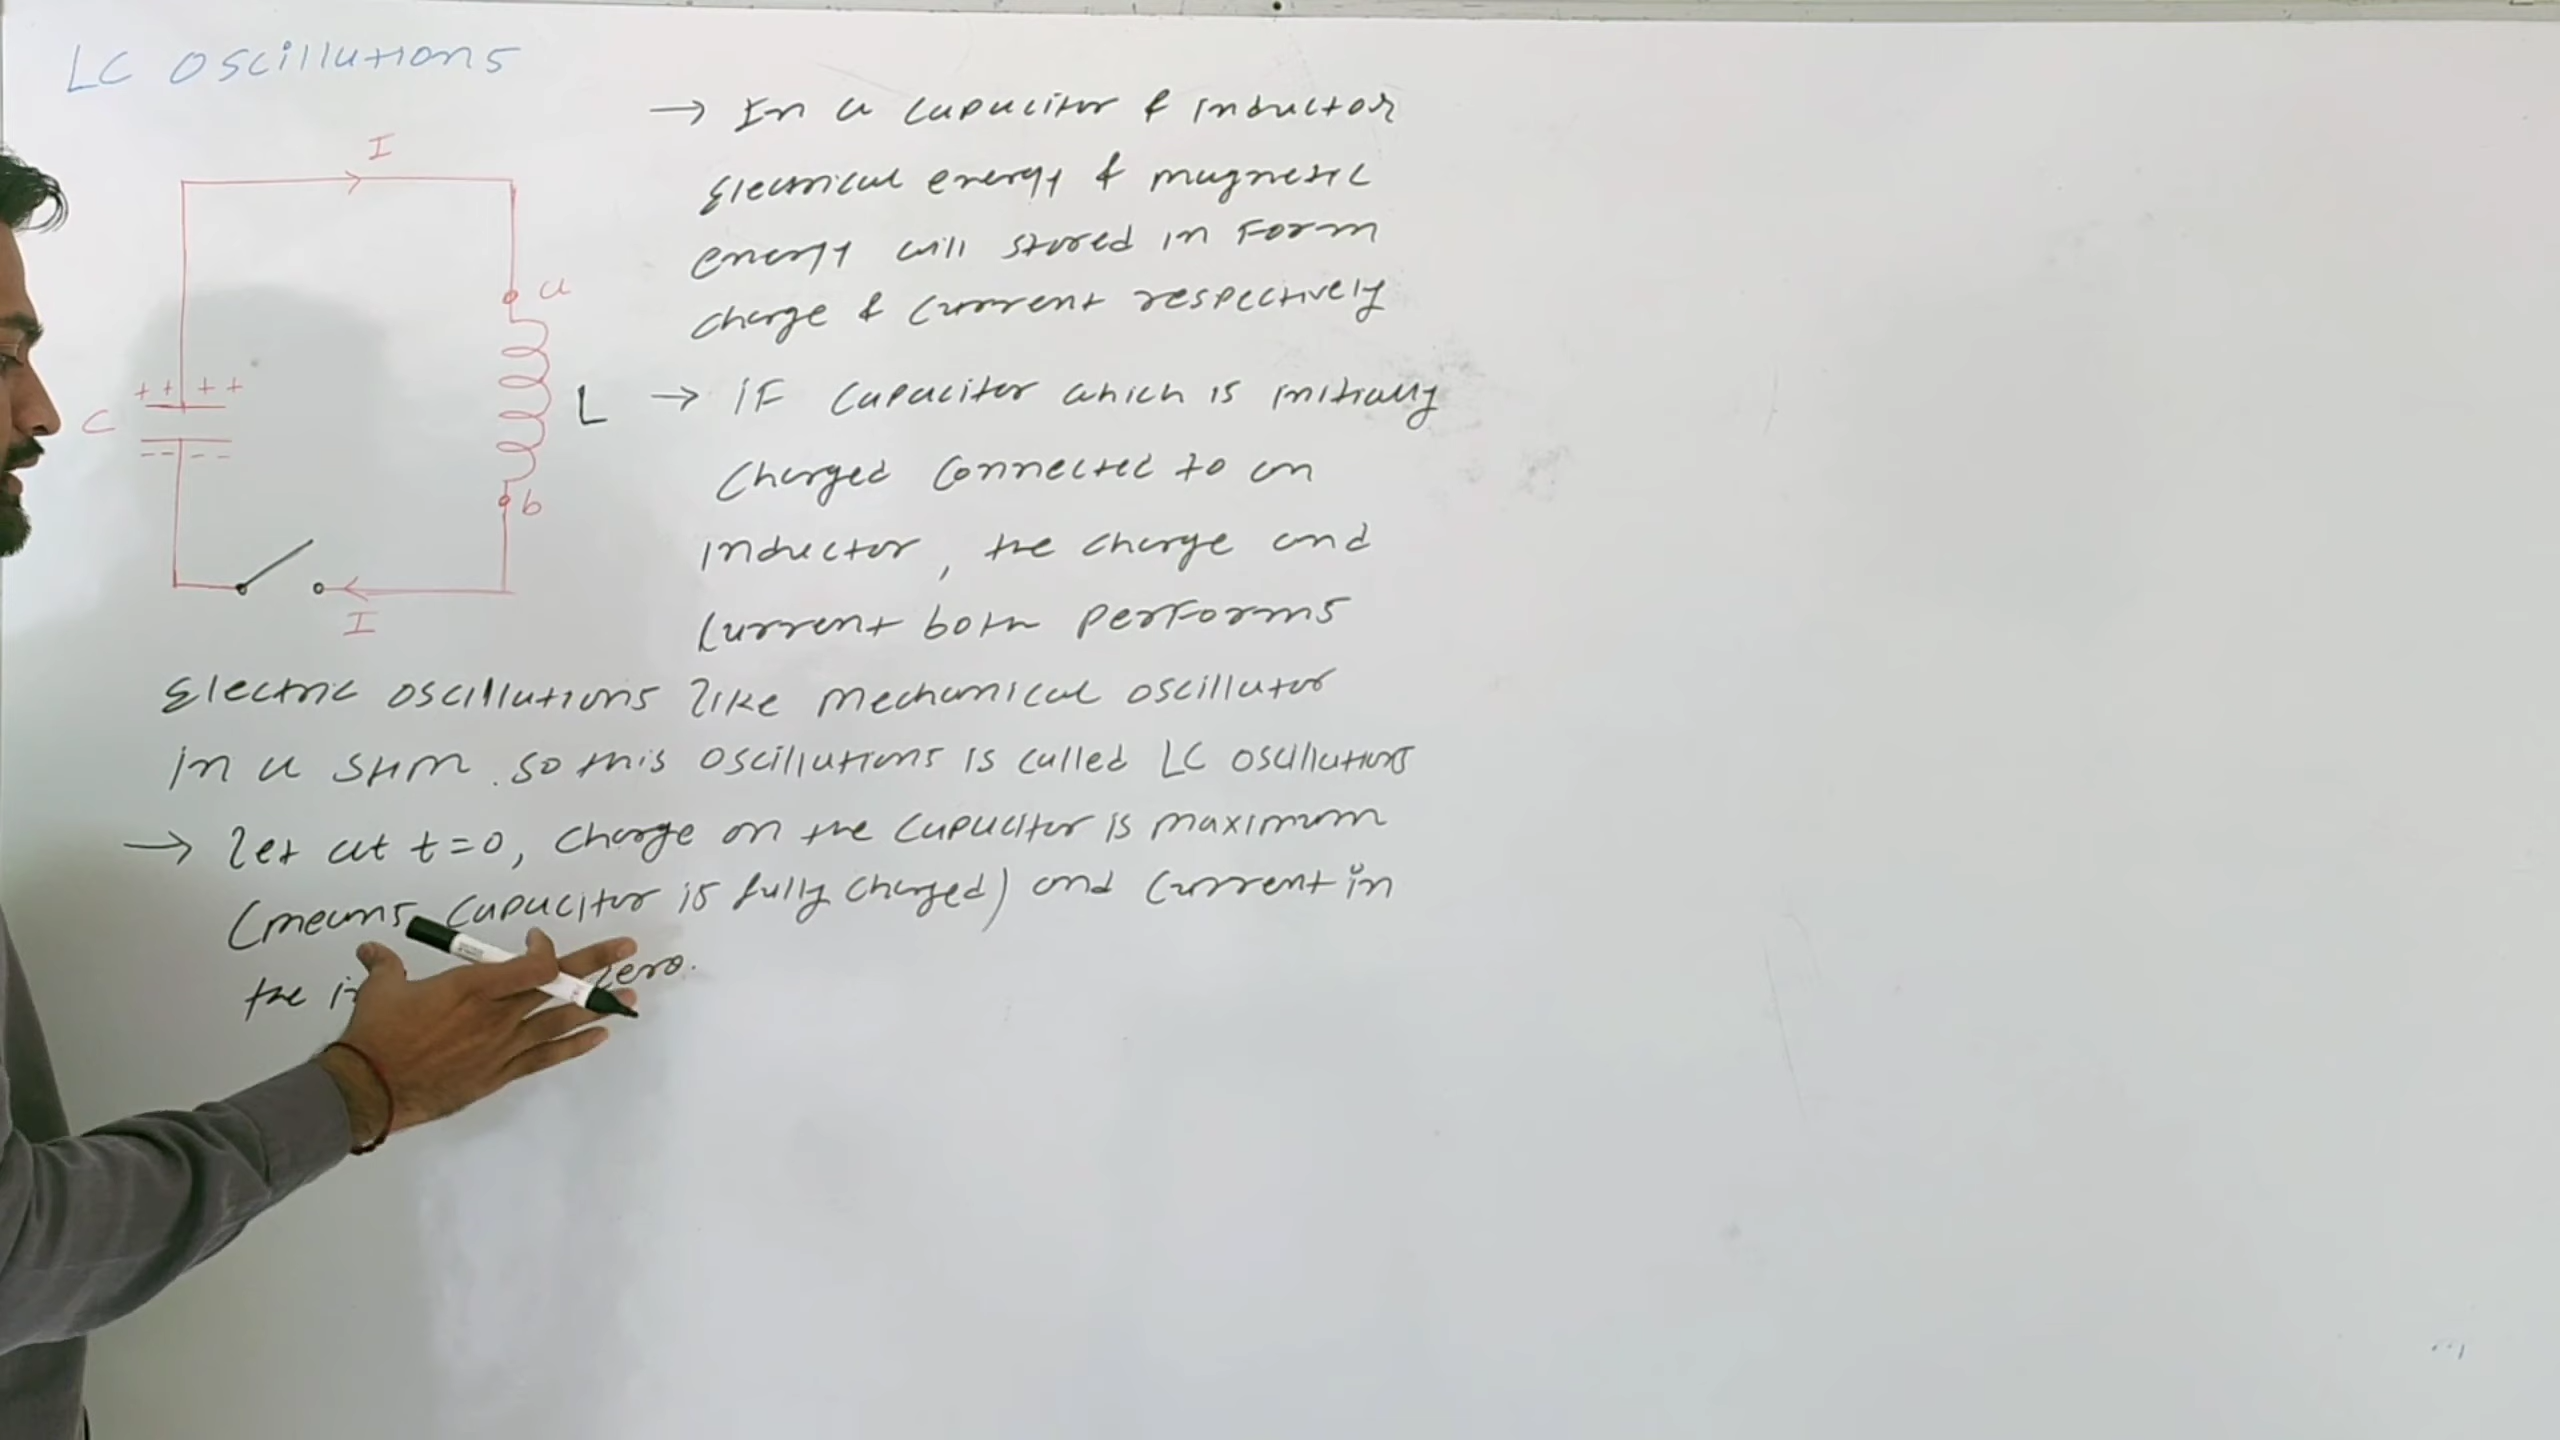 LC oscillations
I
a
+ + + +
C
L
- - - -
b
I
→ In a capacitor & inductor
Electrical energy & magnetic
energy will stored in Form
charge & current respectively
→ iF capacitor which is initially
Charged Connected to an
inductor, the charge and
Current both performs
Electric oscillations like mechanical oscillator
in a SHM. so this oscillations is called LC oscillations
→ let at t=0, charge on the capacitor is maximum
(means capacitor is fully charged) and current in
the zero.